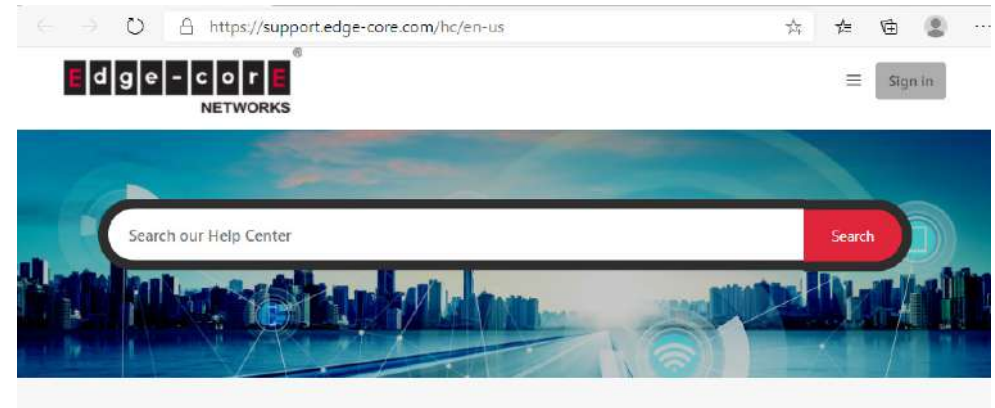 https://support.edge-core.com/hc/en-us
Edge-corE®
NETWORKS
Sign in
Search our Help Center
Search